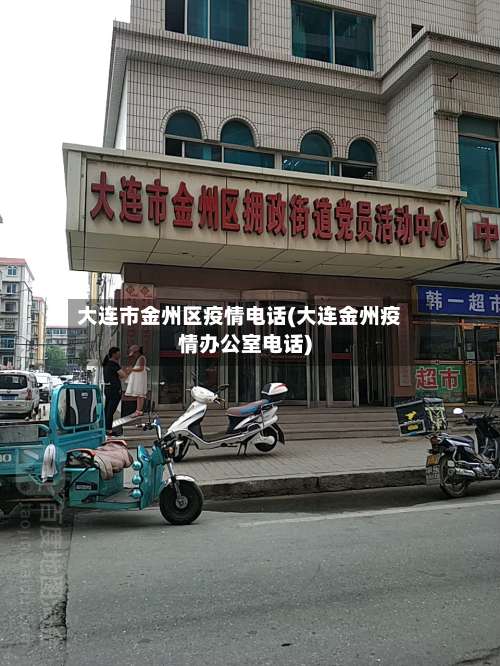 大连市金州区拥政街道党员活动中心
中
韩一超市
大连市金州区疫情电话(大连金州疫
情办公室电话)
超市